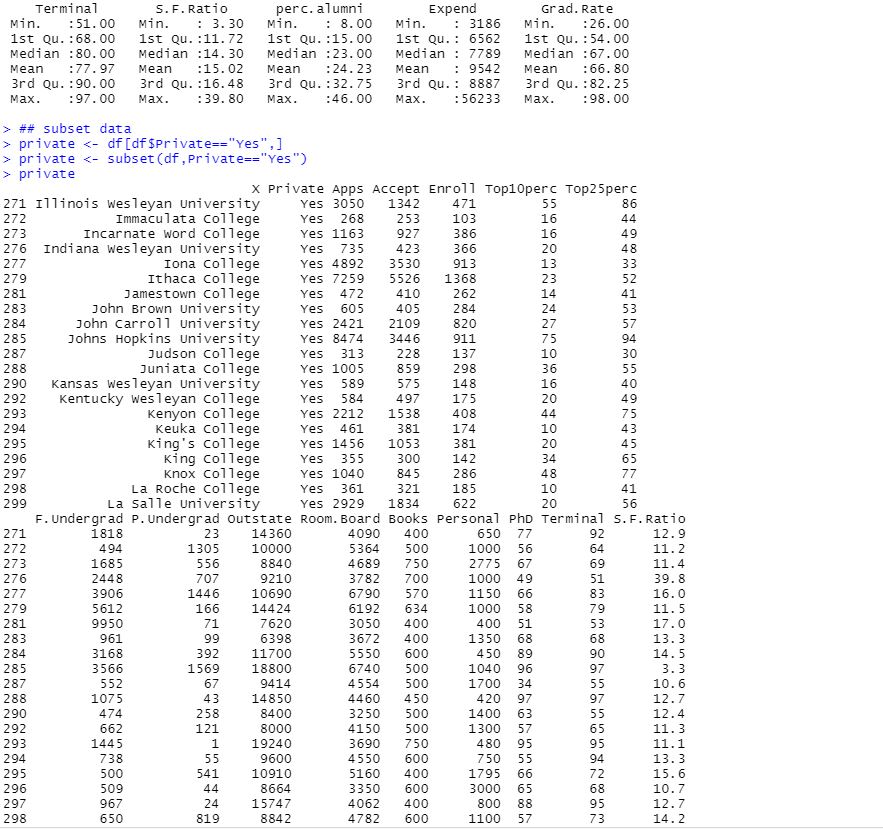 Terminal S.F.Ratio perc.alumni Expend Grad.Rate
Min. :51.00 Min. : 3.30 Min. : 8.00 Min. : 3186 Min. :26.00
1st Qu.:68.00 1st Qu.:11.72 1st Qu.:15.00 1st Qu.: 6562 1st Qu.:54.00
Median :80.00 Median :14.30 Median :23.00 Median : 7789 Median :67.00
Mean :77.97 Mean :15.02 Mean :24.23 Mean : 9542 Mean :66.80
3rd Qu.:90.00 3rd Qu.:16.48 3rd Qu.:32.75 3rd Qu.: 8887 3rd Qu.:82.25
Max. :97.00 Max. :39.80 Max. :46.00 Max. :56233 Max. :98.00
> ## subset data
> private <- df[df$Private=="Yes",]
> private <- subset(df,Private=="Yes")
> private
X Private Apps Accept Enroll Top10perc Top25perc
271 Illinois Wesleyan University Yes 3050 1342 471 55 86
272 Immaculata College Yes 268 253 103 16 44
273 Incarnate Word College Yes 1163 927 386 16 49
276 Indiana Wesleyan University Yes 735 423 366 20 48
277 Iona College Yes 4892 3530 913 13 33
279 Ithaca College Yes 7259 5526 1368 23 52
281 Jamestown College Yes 472 410 262 14 41
283 John Brown University Yes 605 405 284 24 53
284 John Carroll University Yes 2421 2109 820 27 57
285 Johns Hopkins University Yes 8474 3446 911 75 94
287 Judson College Yes 313 228 137 10 30
288 Juniata College Yes 1005 859 298 36 55
290 Kansas Wesleyan University Yes 589 575 148 16 40
292 Kentucky Wesleyan College Yes 584 497 175 20 49
293 Kenyon College Yes 2212 1538 408 44 75
294 Keuka College Yes 461 381 174 10 43
295 King's College Yes 1456 1053 381 20 45
296 King College Yes 355 300 142 34 65
297 Knox College Yes 1040 845 286 48 77
298 La Roche College Yes 361 321 185 10 41
299 La Salle University Yes 2929 1834 622 20 56
F.Undergrad P.Undergrad Outstate Room.Board Books Personal PhD Terminal S.F.Ratio
271 1818 23 14360 4090 400 650 77 92 12.9
272 494 1305 10000 5364 500 1000 56 64 11.2
273 1685 556 8840 4689 750 2775 67 69 11.4
276 2448 707 9210 3782 700 1000 49 51 39.8
277 3906 1446 10690 6790 570 1150 66 83 16.0
279 5612 166 14424 6192 634 1000 58 79 11.5
281 9950 71 7620 3050 400 400 51 53 17.0
283 961 99 6398 3672 400 1350 68 68 13.3
284 3168 392 11700 5550 600 450 89 90 14.5
285 3566 1569 18800 6740 500 1040 96 97 3.3
287 552 67 9414 4554 500 1700 34 55 10.6
288 1075 43 14850 4460 450 420 97 97 12.7
290 474 258 8400 3250 500 1400 63 55 12.4
292 662 121 8000 4150 500 1300 57 65 11.3
293 1445 1 19240 3690 750 480 95 95 11.1
294 738 55 9600 4550 600 750 55 94 13.3
295 500 541 10910 5160 400 1795 66 72 15.6
296 509 44 8664 3350 600 3000 65 68 10.7
297 967 24 15747 4062 400 800 88 95 12.7
298 650 819 8842 4782 600 1100 57 73 14.2